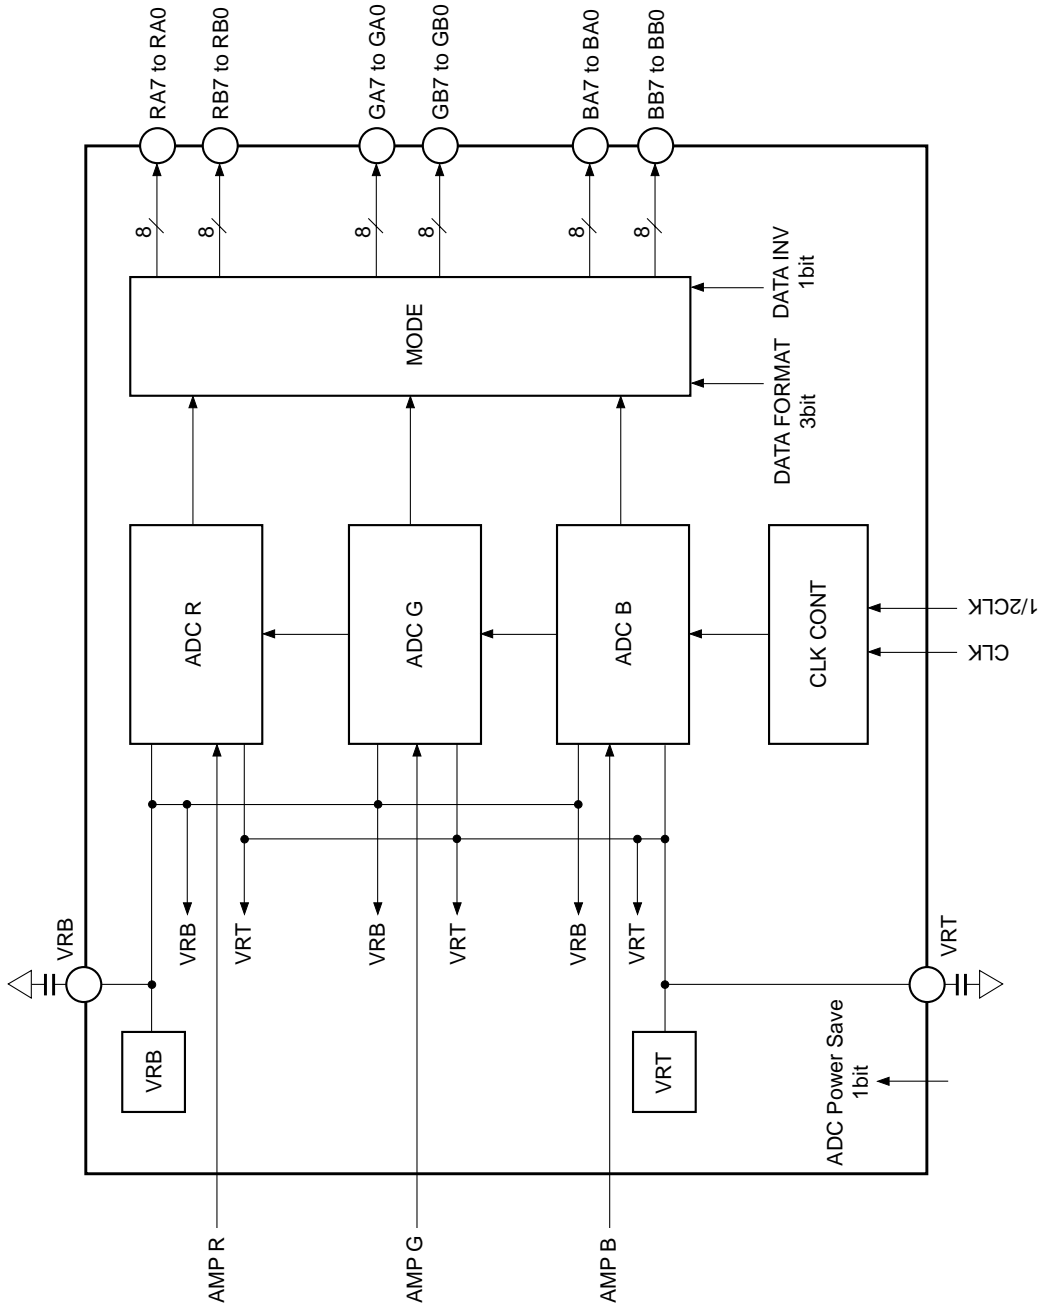 RA7 to RA0
RB7 to RB0
GA7 to GA0
GB7 to GB0
BA7 to BA0
BB7 to BB0
8
8
8
8
8
8
MODE
DATA INV
1bit
DATA FORMAT
3bit
ADC R
ADC G
ADC B
CLK CONT
1/2CLK
CLK
VRB
VRB
VRT
VRB
VRT
VRB
VRT
VRT
VRB
VRT
ADC Power Save
1bit
AMP R
AMP G
AMP B